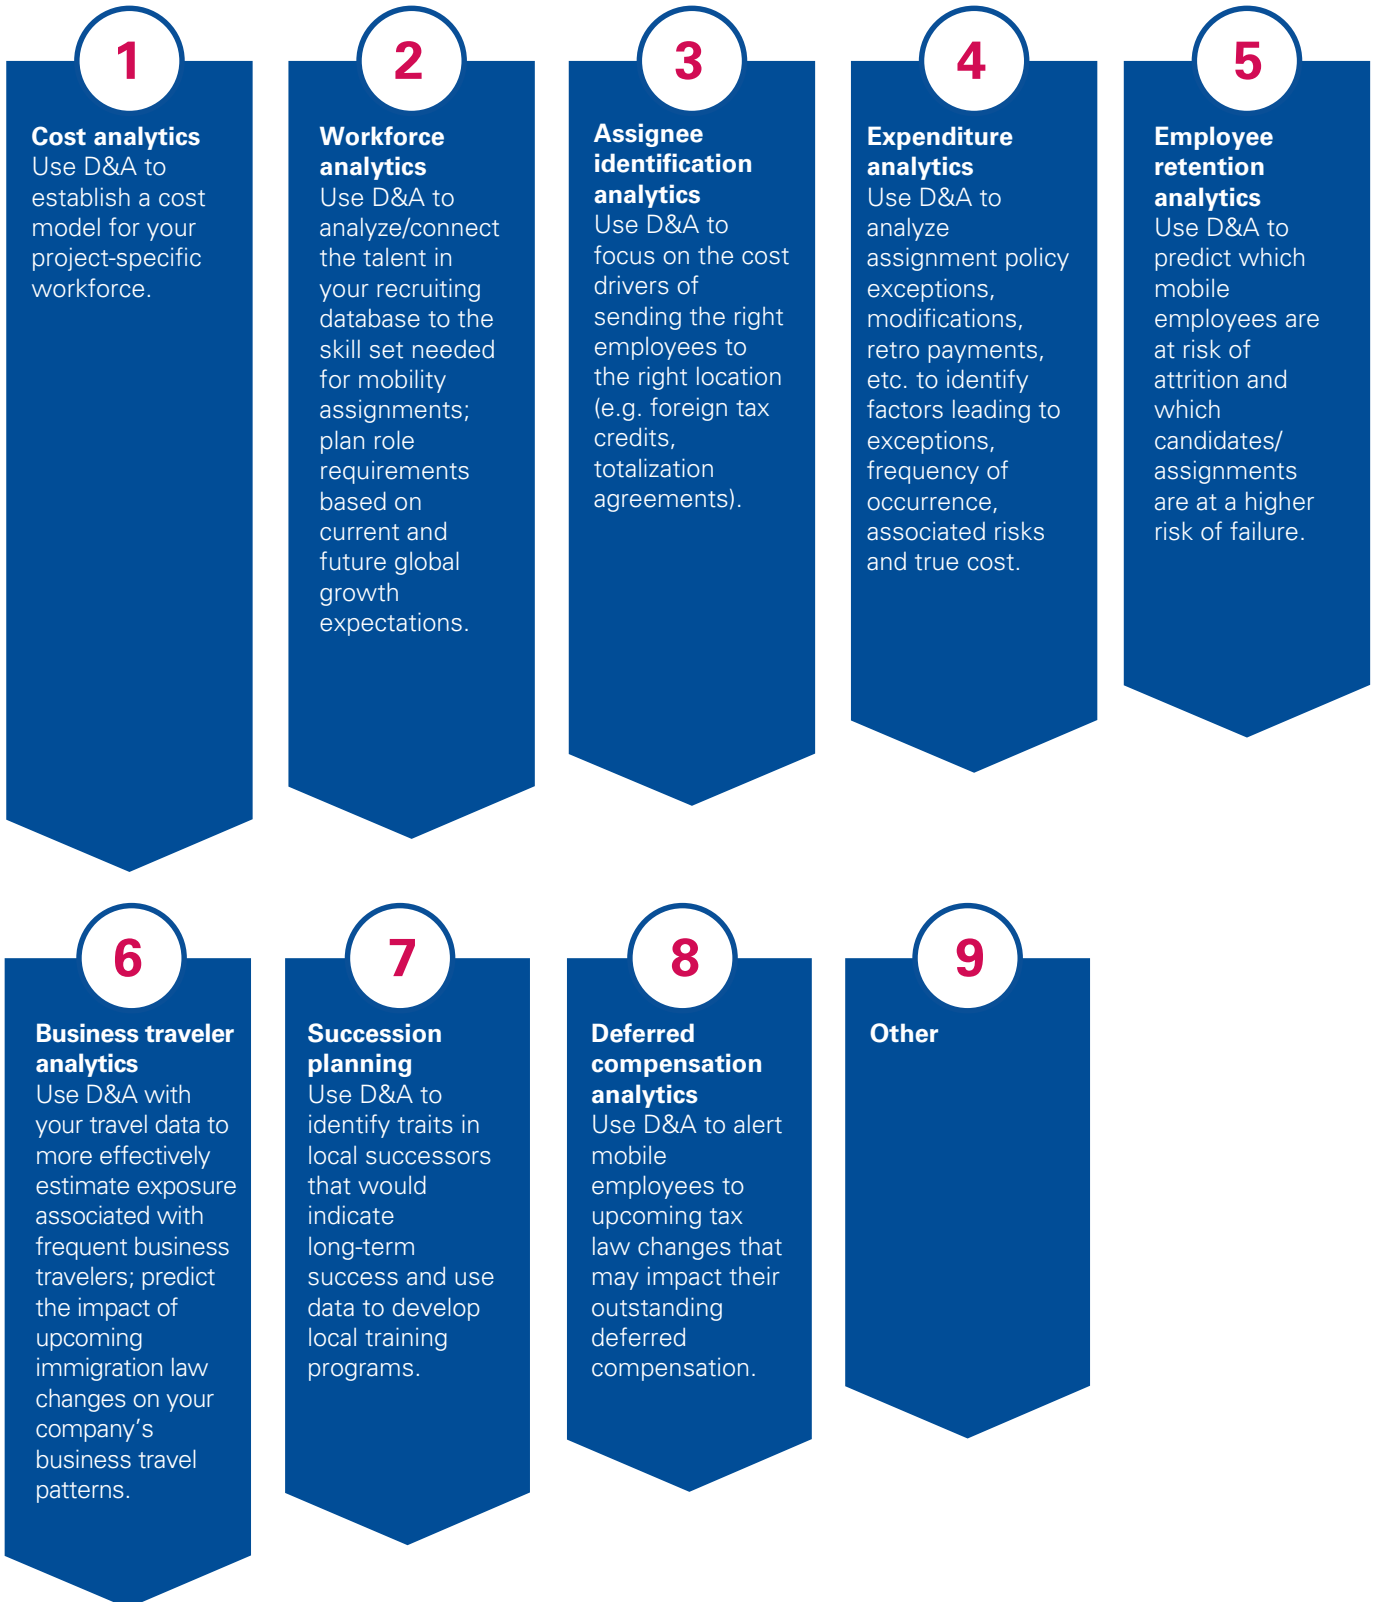 1
Cost analytics
Use D&A to
establish a cost
model for your
project-specific
workforce.
2
Workforce
analytics
Use D&A to
analyze/connect
the talent in
your recruiting
database to the
skill set needed
for mobility
assignments;
plan role
requirements
based on
current and
future global
growth
expectations.
3
Assignee
identification
analytics
Use D&A to
focus on the cost
drivers of
sending the right
employees to
the right location
(e.g. foreign tax
credits,
totalization
agreements).
4
Expenditure
analytics
Use D&A to
analyze
assignment policy
exceptions,
modifications,
retro payments,
etc. to identify
factors leading to
exceptions,
frequency of
occurrence,
associated risks
and true cost.
5
Employee
retention
analytics
Use D&A to
predict which
mobile
employees are
at risk of
attrition and
which
candidates/
assignments
are at a higher
risk of failure.
6
Business traveler
analytics
Use D&A with
your travel data to
more effectively
estimate exposure
associated with
frequent business
travelers; predict
the impact of
upcoming
immigration law
changes on your
company’s
business travel
patterns.
7
Succession
planning
Use D&A to
identify traits in
local successors
that would
indicate
long-term
success and use
data to develop
local training
programs.
8
Deferred
compensation
analytics
Use D&A to alert
mobile
employees to
upcoming tax
law changes that
may impact their
outstanding
deferred
compensation.
9
Other